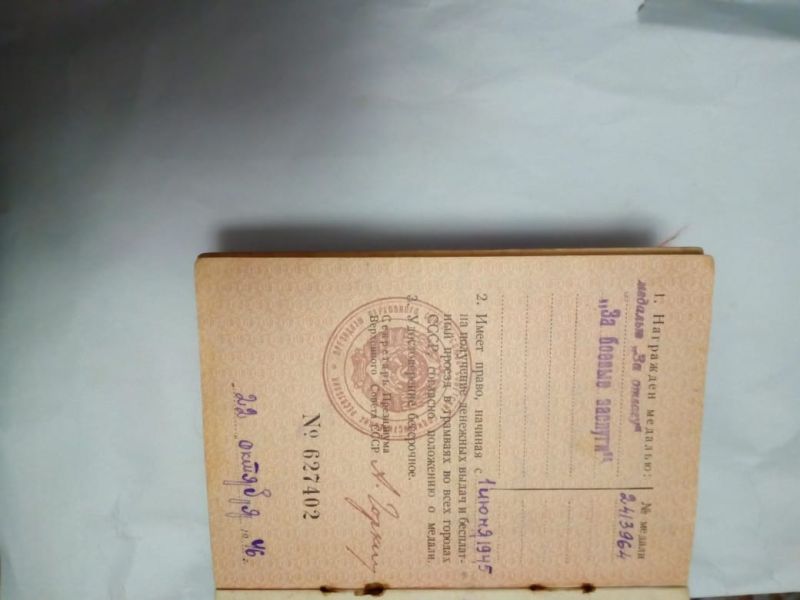 1. Награжден медалью:
№ медали
медалью „За отвагу"
2413964
„За боевые заслуги"
2. Имеет право, начиная с 1 июня 1945
на получение денежных выдач и бесплат-
ный проезд в трамваях во всех городах
СССР, согласно положению о медали.
3. Удостоверение бессрочное.
Секретарь Президиума
Верховного Совета СССР
А. Горкин
№ 627402
„22" октября 1946 г.